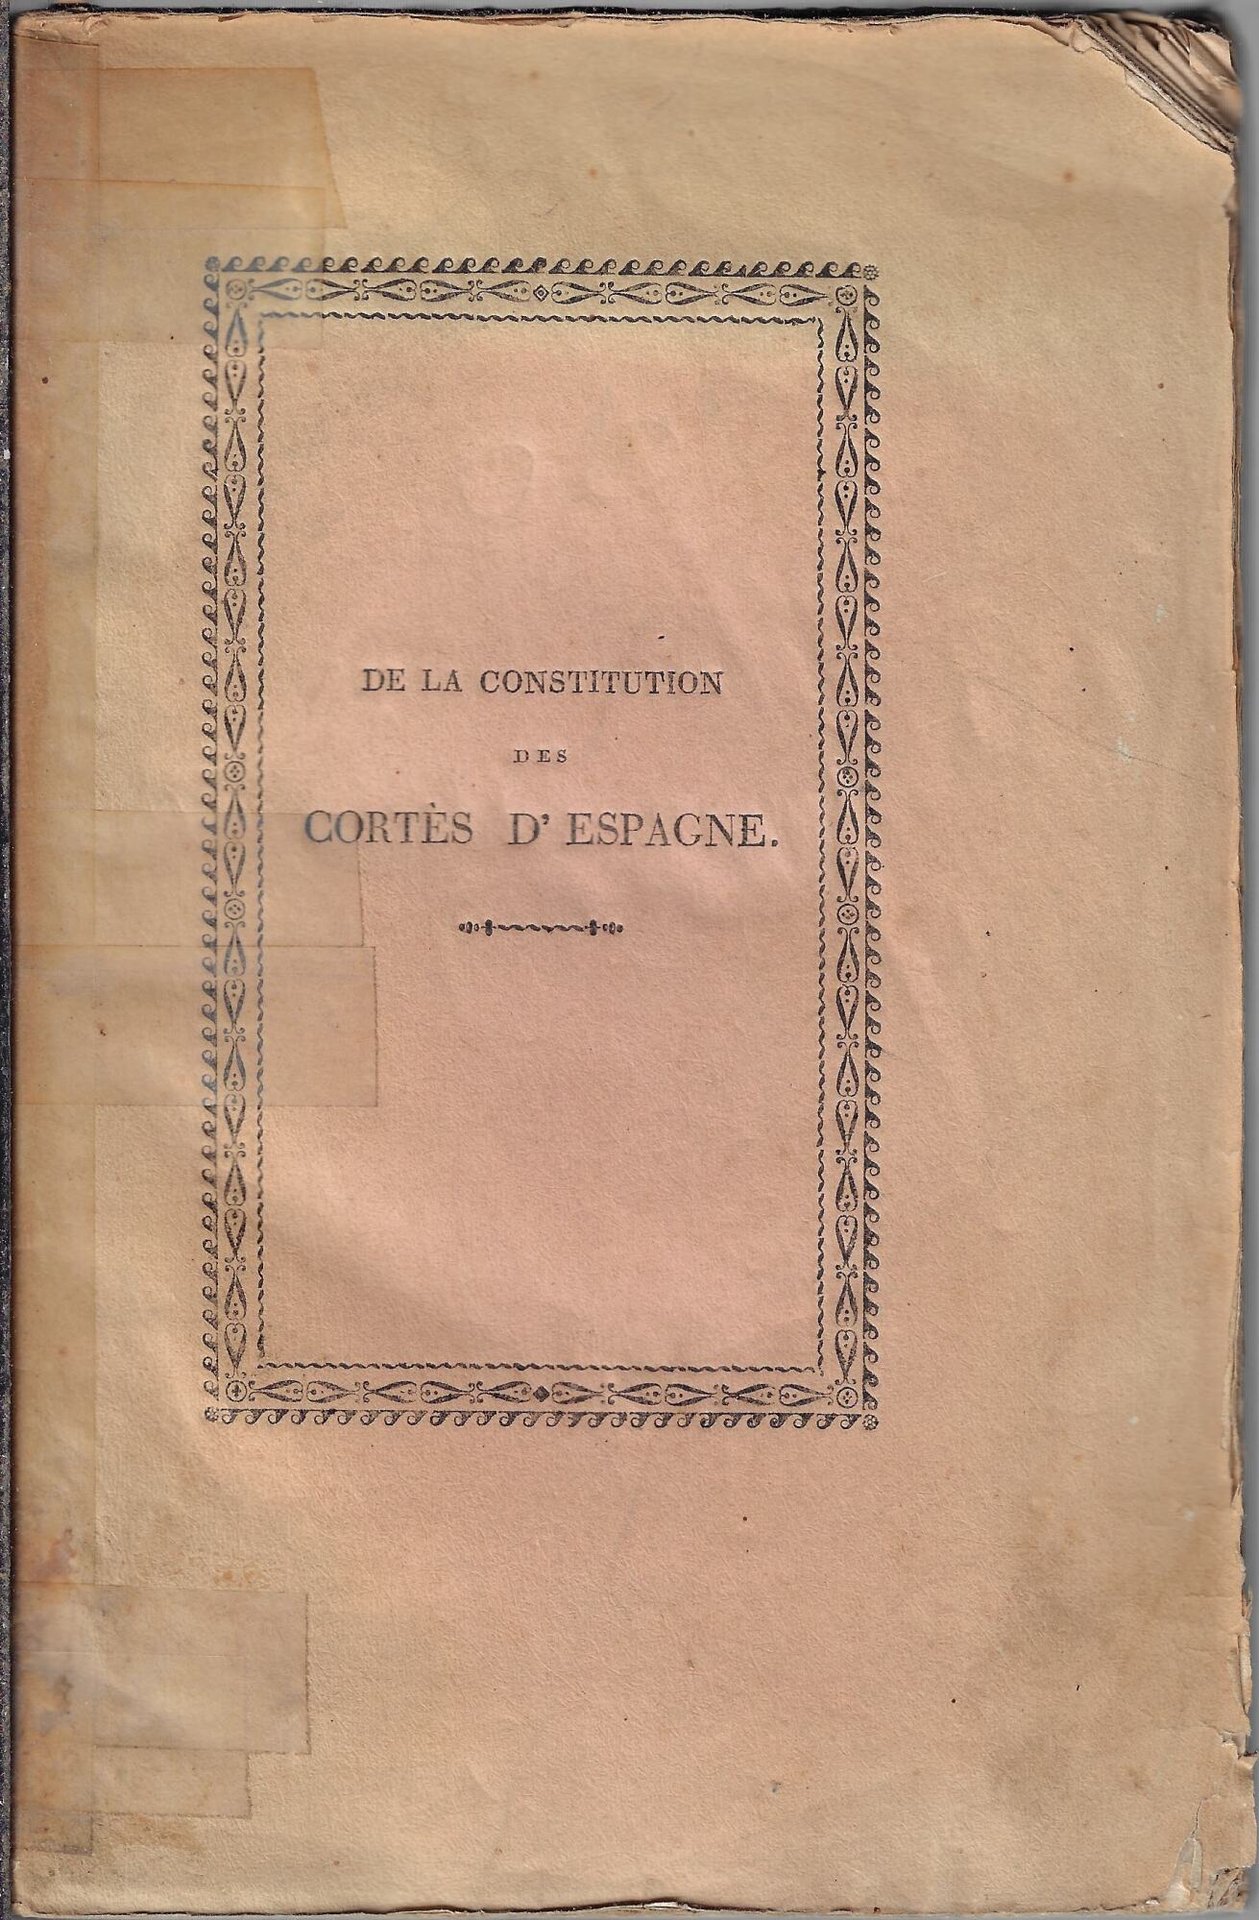 DE LA CONSTITUTION
DES
CORTÈS D' ESPAGNE.